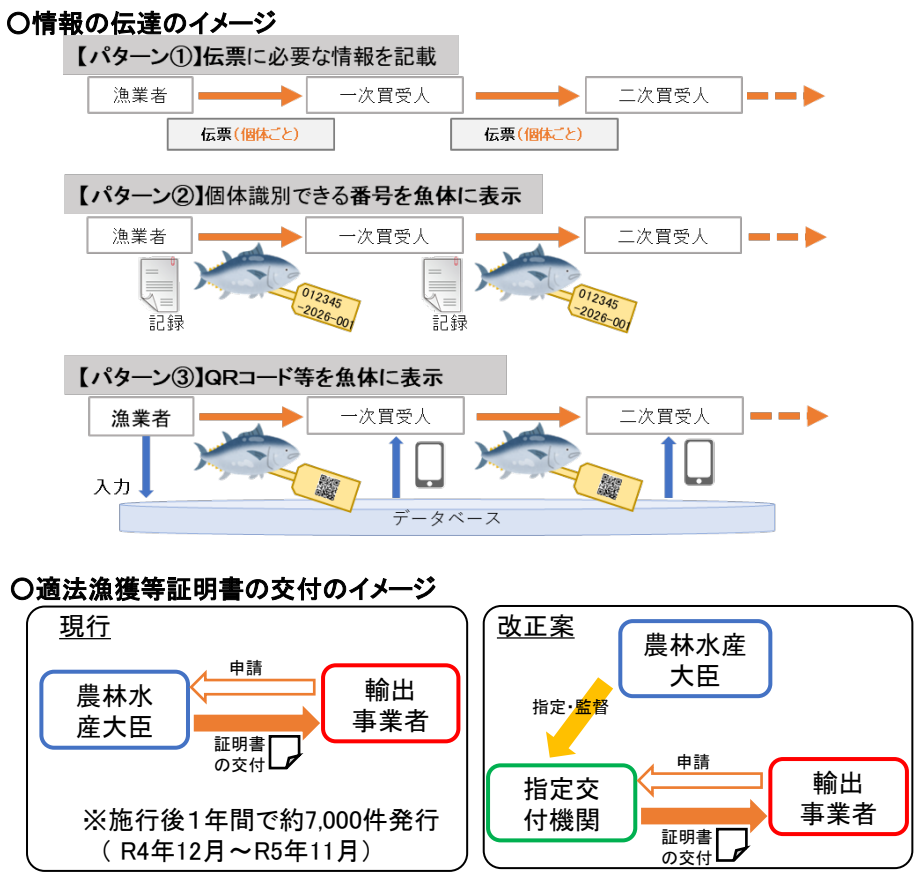 〇情報の伝達のイメージ
【パターン①】伝票に必要な情報を記載
漁業者
一次買受人
二次買受人
伝票(個体ごと)
伝票(個体ごと)
【パターン②】個体識別できる番号を魚体に表示
漁業者
一次買受人
二次買受人
012345
-2026-001
012345
-2026-001
記録
記録
【パターン③】QRコード等を魚体に表示
漁業者
一次買受人
二次買受人
入力
データベース
〇適法漁獲等証明書の交付のイメージ
現行
農林水
産大臣
申請
輸出
事業者
証明書
の交付
※施行後１年間で約7,000件発行
（ R4年12月～R5年11月）
改正案
農林水産
大臣
指定・監督
指定交
付機関
申請
輸出
事業者
証明書
の交付